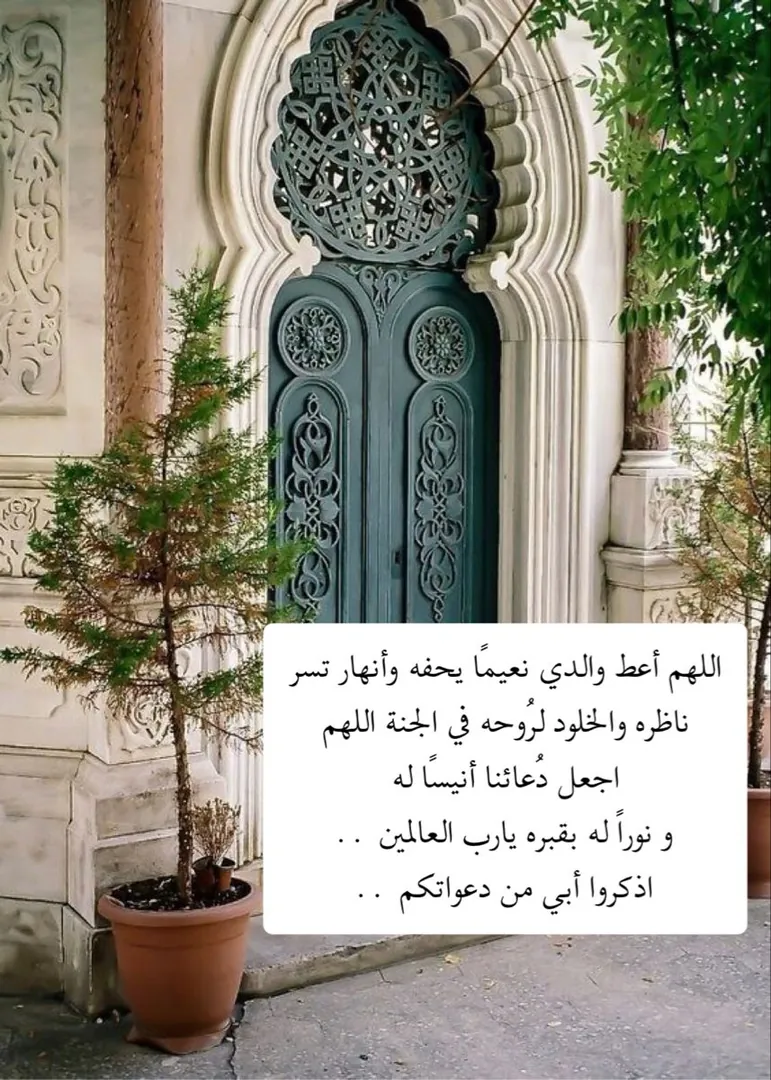 اللهم أعط والدي نعيمًا يحفه وأنهار تسر
ناظره والخلود لرُوحه في الجنة اللهم
اجعل دُعائنا أنيسًا له
و نوراً له بقبره يارب العالمين . .
اذكروا أبي من دعواتكم . .